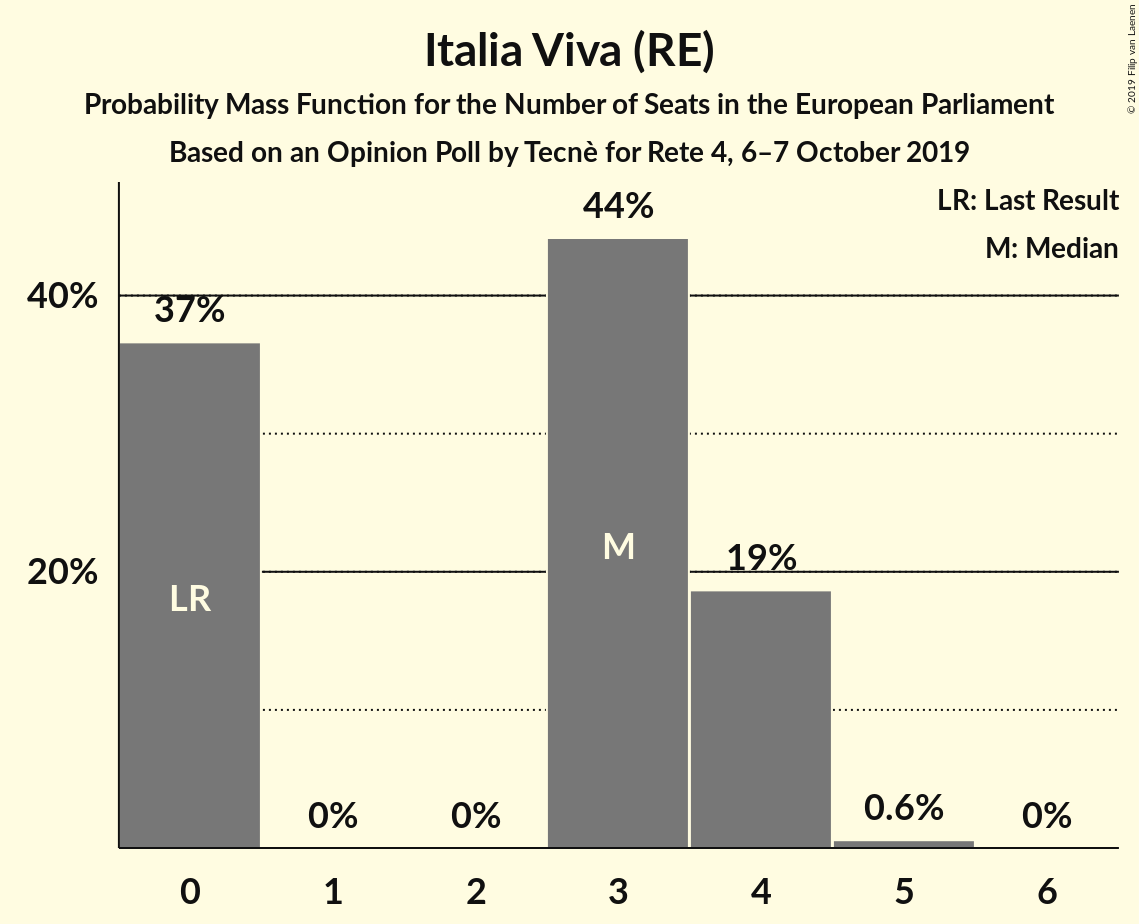 Italia Viva (RE)
Probability Mass Function for the Number of Seats in the European Parliament
Based on an Opinion Poll by Tecnè for Rete 4, 6–7 October 2019
© 2019 Filip van Laenen
LR: Last Result
M: Median
44%
40%
37%
M
19%
20%
LR
0%
0%
0.6%
0%
0
1
2
3
4
5
6